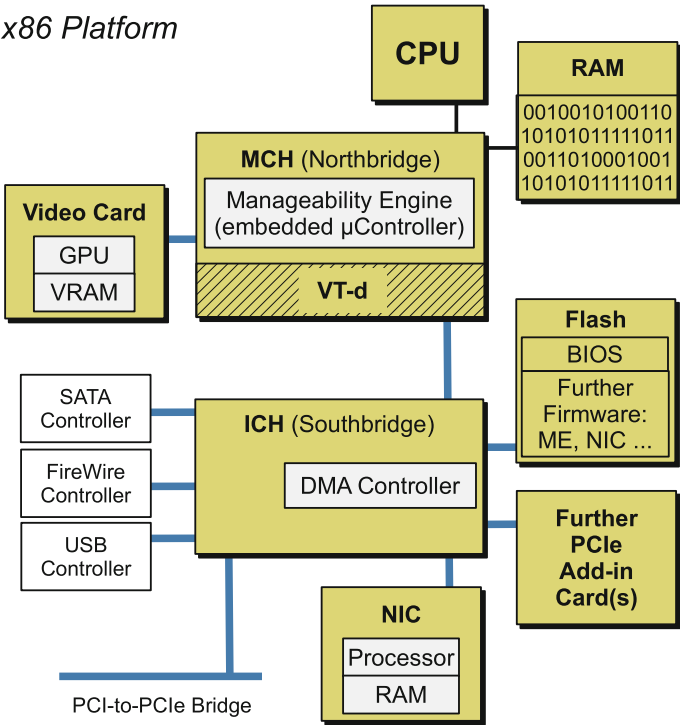 x86 Platform
CPU
RAM
0010010100110
10101011111011
0011010001001
10101011111011
MCH (Northbridge)
Manageability Engine
(embedded µController)
VT-d
Video Card
GPU
VRAM
Flash
BIOS
Further
Firmware:
ME, NIC ...
SATA
Controller
FireWire
Controller
USB
Controller
ICH (Southbridge)
DMA Controller
Further
PCIe
Add-in
Card(s)
NIC
Processor
RAM
PCI-to-PCIe Bridge